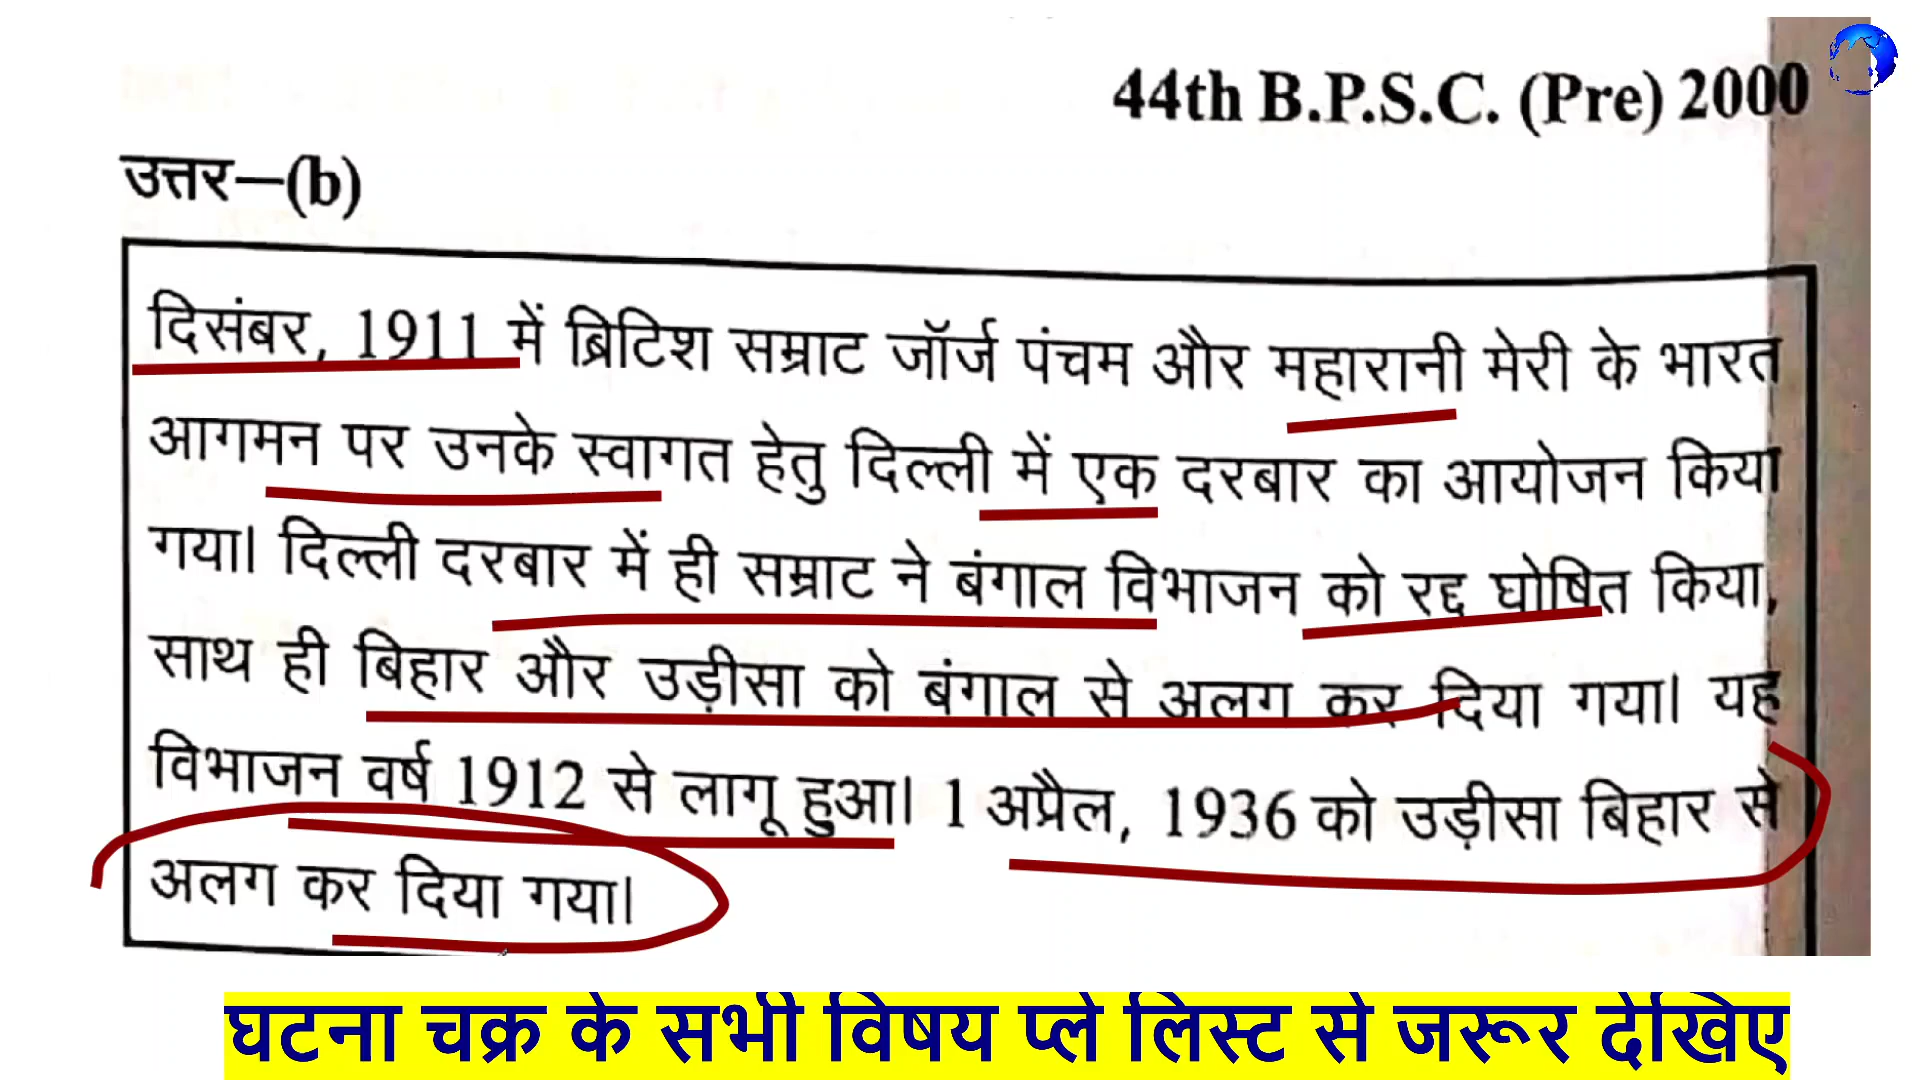 44th B.P.S.C. (Pre) 2000
उत्तर–(b)
दिसंबर, 1911 में ब्रिटिश सम्राट जॉर्ज पंचम और महारानी मेरी के भारत
आगमन पर उनके स्वागत हेतु दिल्ली में एक दरबार का आयोजन किया
गया। दिल्ली दरबार में ही सम्राट ने बंगाल विभाजन को रद्द घोषित किया,
साथ ही बिहार और उड़ीसा को बंगाल से अलग कर दिया गया। यह
विभाजन वर्ष 1912 से लागू हुआ। 1 अप्रैल, 1936 को उड़ीसा बिहार से
अलग कर दिया गया।
घटना चक्र के सभी विषय प्ले लिस्ट से जरूर देखिए